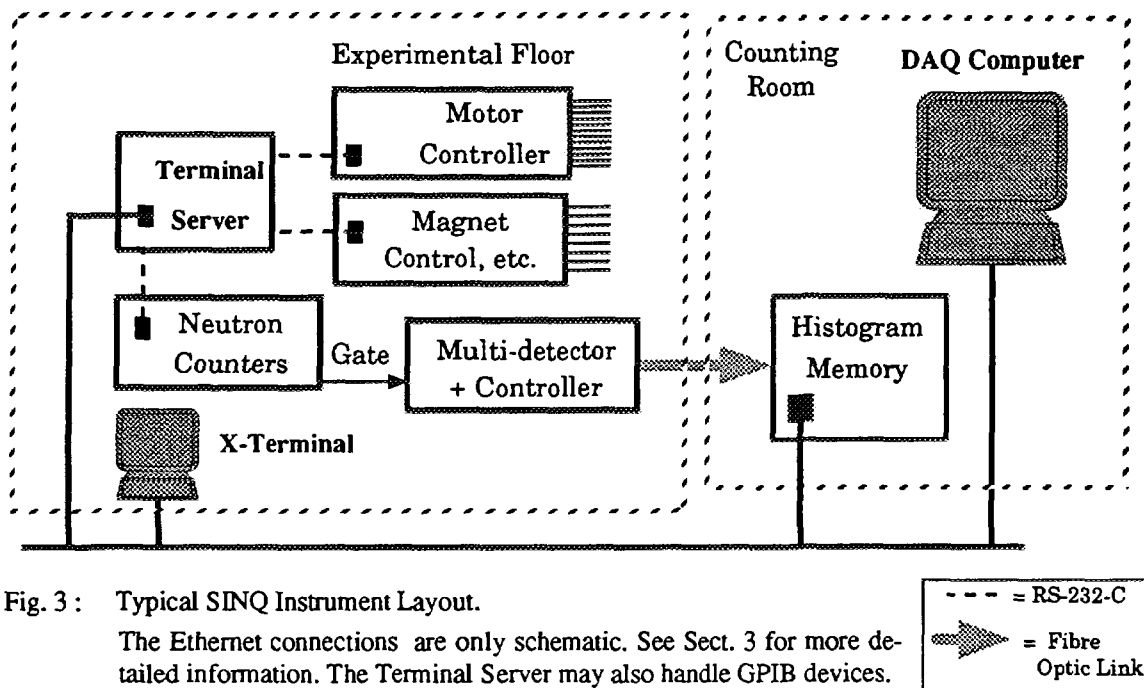 Experimental Floor
Counting
Room
DAQ Computer
Motor
Controller
Terminal
Server
Magnet
Control, etc.
Neutron
Counters
Gate
Multi-detector
+ Controller
Histogram
Memory
X-Terminal
Fig. 3 : Typical SINQ Instrument Layout.
The Ethernet connections are only schematic. See Sect. 3 for more de-
tailed information. The Terminal Server may also handle GPIB devices.
= RS-232-C
= Fibre
Optic Link